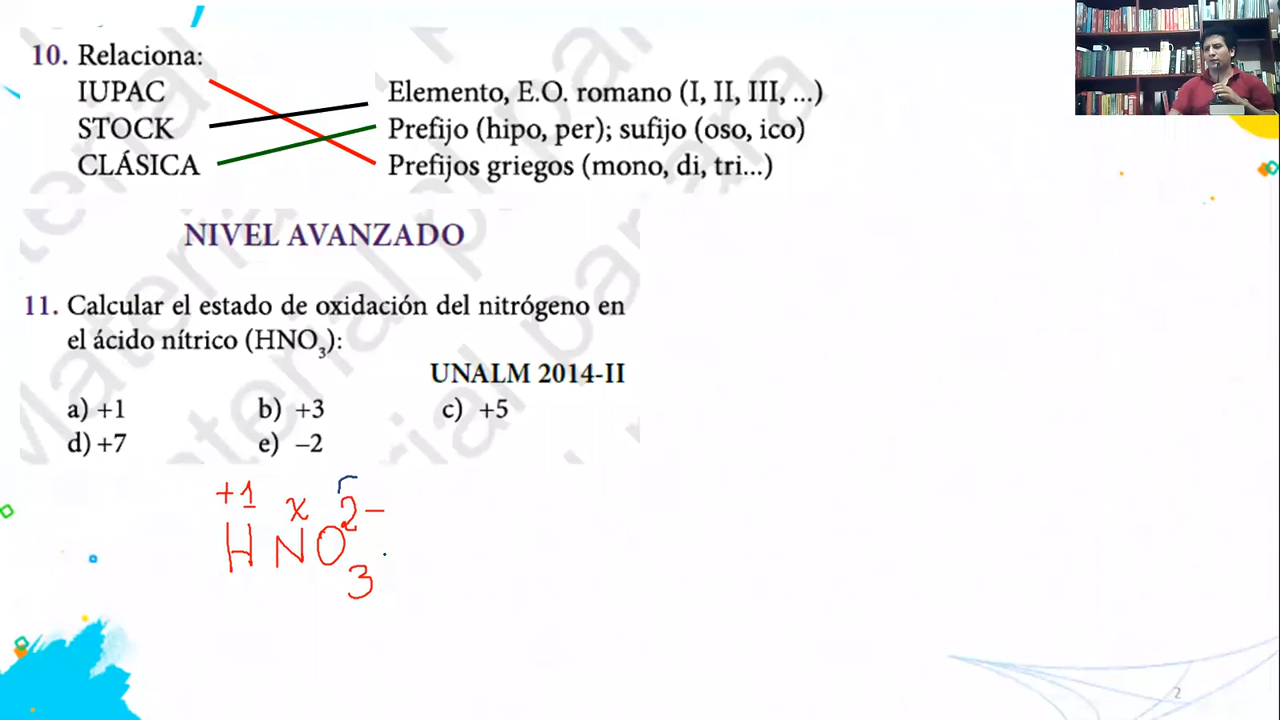 10. Relaciona:
IUPAC
STOCK
CLÁSICA
Elemento, E.O. romano (I, II, III, ...)
Prefijo (hipo, per); sufijo (oso, ico)
Prefijos griegos (mono, di, tri...)
NIVEL AVANZADO
11. Calcular el estado de oxidación del nitrógeno en
el ácido nítrico (HNO₃):
UNALM 2014-II
a) +1 b) +3 c) +5
d) +7 e) –2
+1 x 2–
HNO₃
2